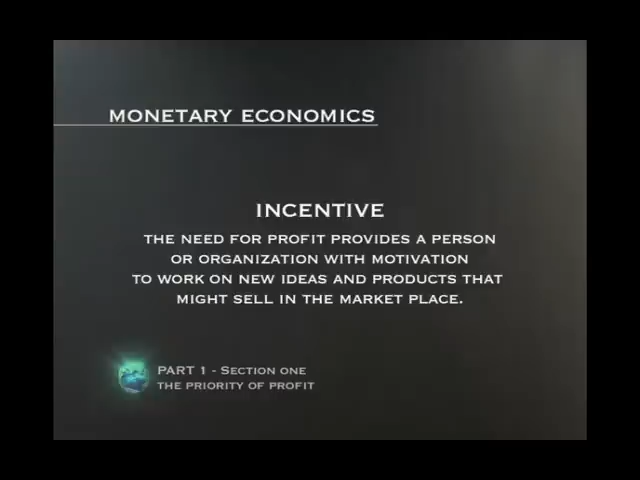 MONETARY ECONOMICS
INCENTIVE
THE NEED FOR PROFIT PROVIDES A PERSON
OR ORGANIZATION WITH MOTIVATION
TO WORK ON NEW IDEAS AND PRODUCTS THAT
MIGHT SELL IN THE MARKET PLACE.
PART 1 - SECTION ONE
THE PRIORITY OF PROFIT